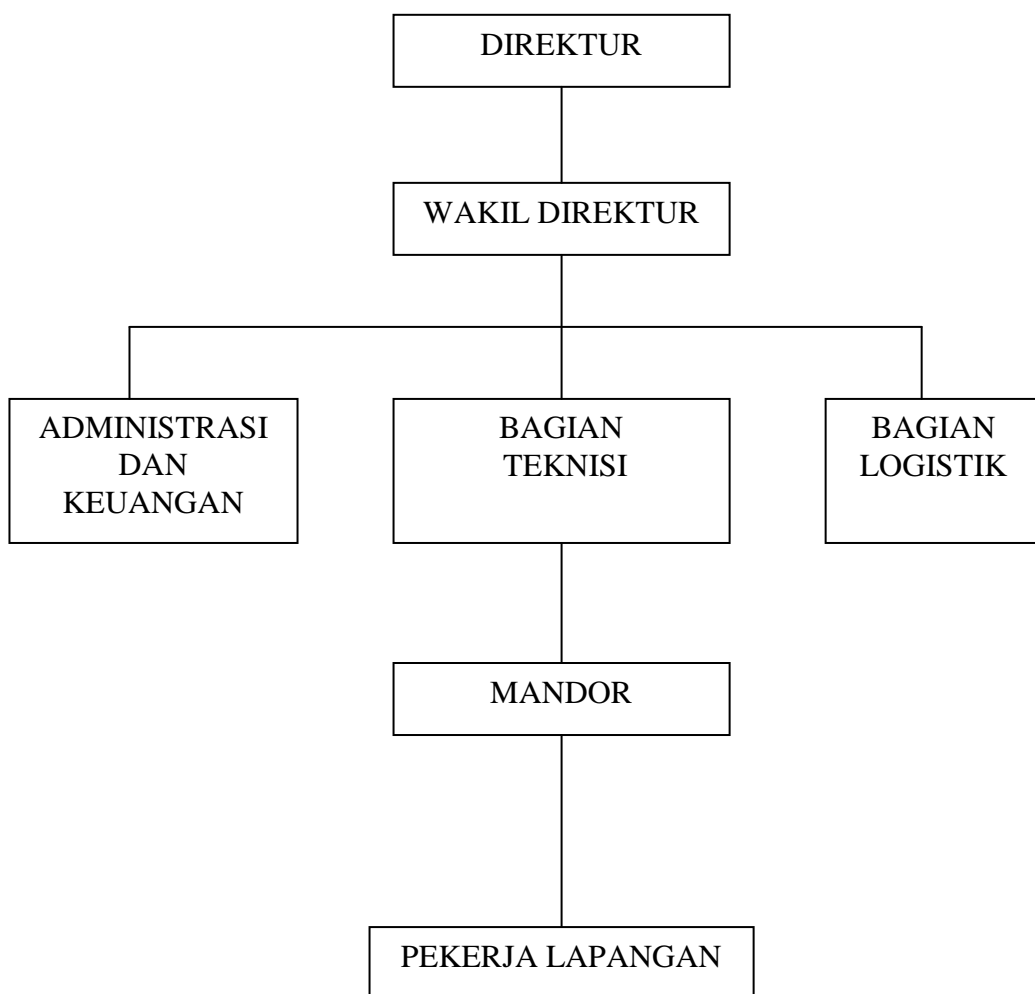 DIREKTUR
WAKIL DIREKTUR
ADMINISTRASI
DAN
KEUANGAN
BAGIAN
TEKNISI
BAGIAN
LOGISTIK
MANDOR
PEKERJA LAPANGAN